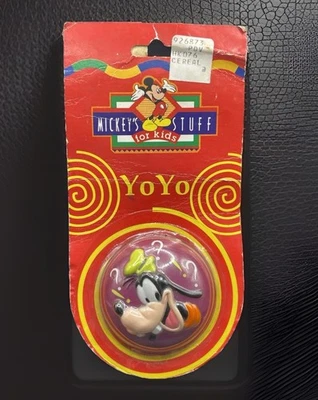 926873
CEREAL
MICKEY'S STUFF
for kids
YoYo
? ? ?